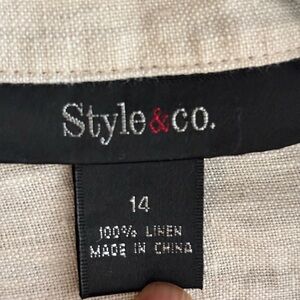 Style&co.
14
100% LINEN
MADE IN CHINA